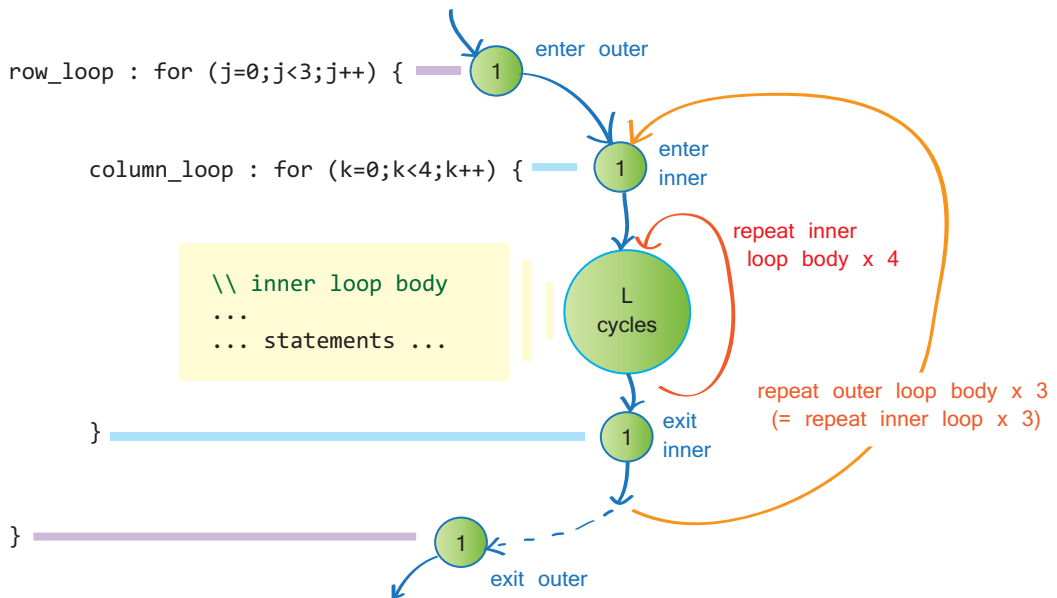 enter outer
row_loop : for (j=0;j<3;j++) {
1
column_loop : for (k=0;k<4;k++) {
1
enter
inner
repeat inner
loop body x 4
\\ inner loop body
...
... statements ...
L
cycles
repeat outer loop body x 3
(= repeat inner loop x 3)
}
1
exit
inner
}
1
exit outer